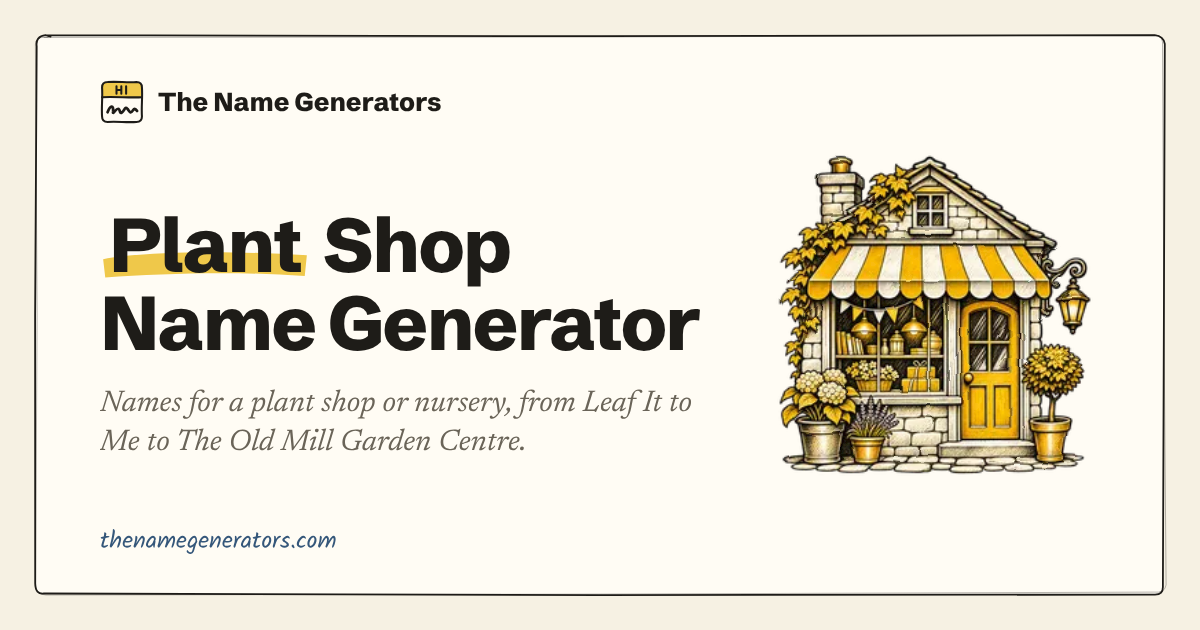 HI
The Name Generators
Plant Shop
Name Generator
Names for a plant shop or nursery, from Leaf It to
Me to The Old Mill Garden Centre.
thenamegenerators.com